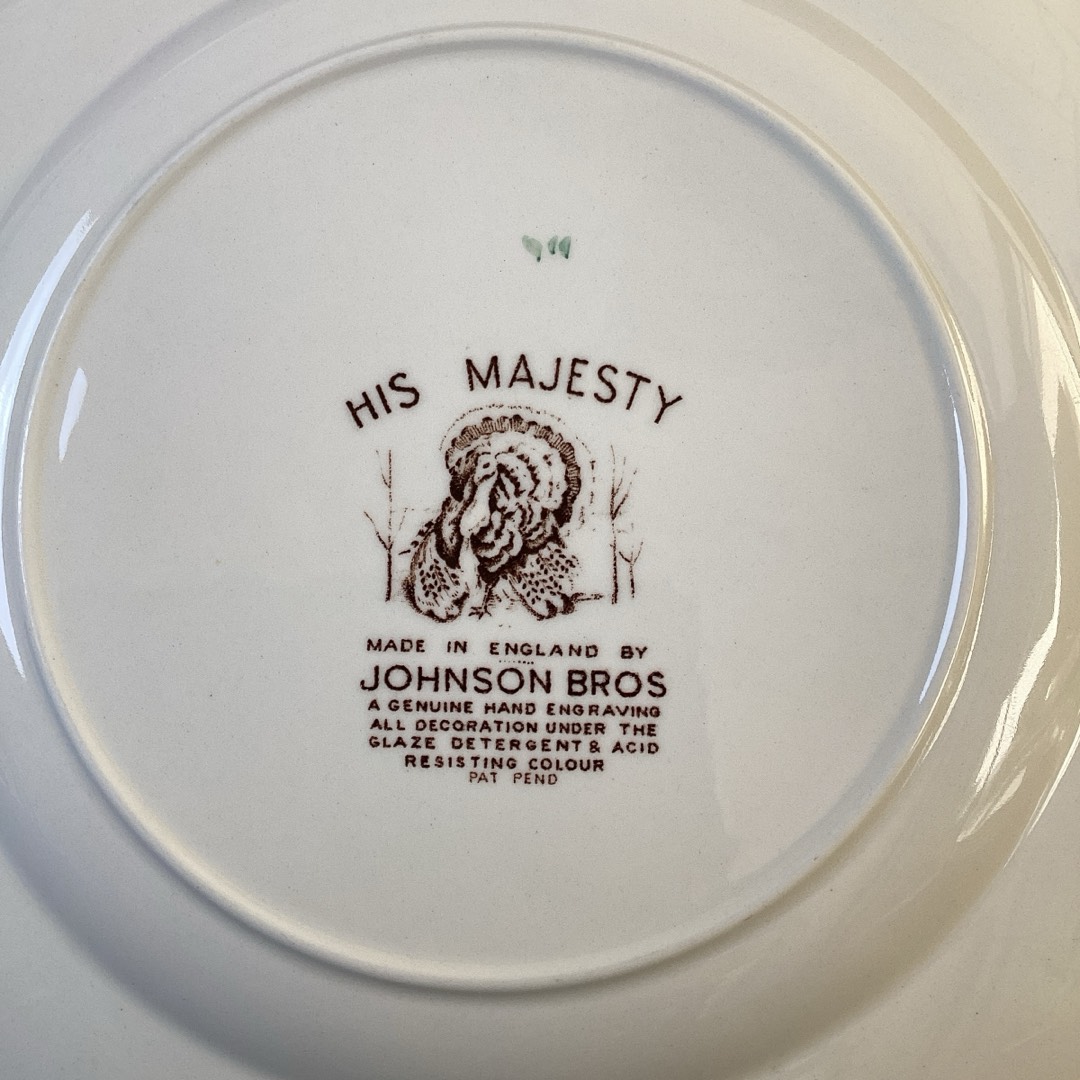 HIS MAJESTY
MADE IN ENGLAND BY
JOHNSON BROS
A GENUINE HAND ENGRAVING
ALL DECORATION UNDER THE
GLAZE DETERGENT & ACID
RESISTING COLOUR
PAT PEND